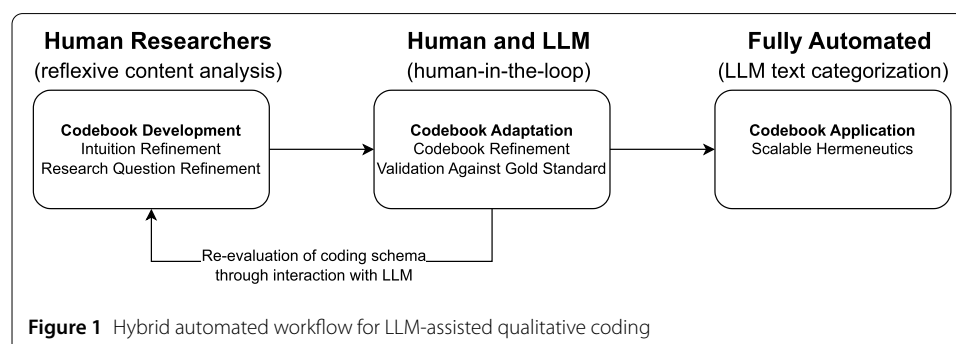 Human Researchers
(reflexive content analysis)
Codebook Development
Intuition Refinement
Research Question Refinement
Human and LLM
(human-in-the-loop)
Codebook Adaptation
Codebook Refinement
Validation Against Gold Standard
Fully Automated
(LLM text categorization)
Codebook Application
Scalable Hermeneutics
Re-evaluation of coding schema
through interaction with LLM
Figure 1 Hybrid automated workflow for LLM-assisted qualitative coding